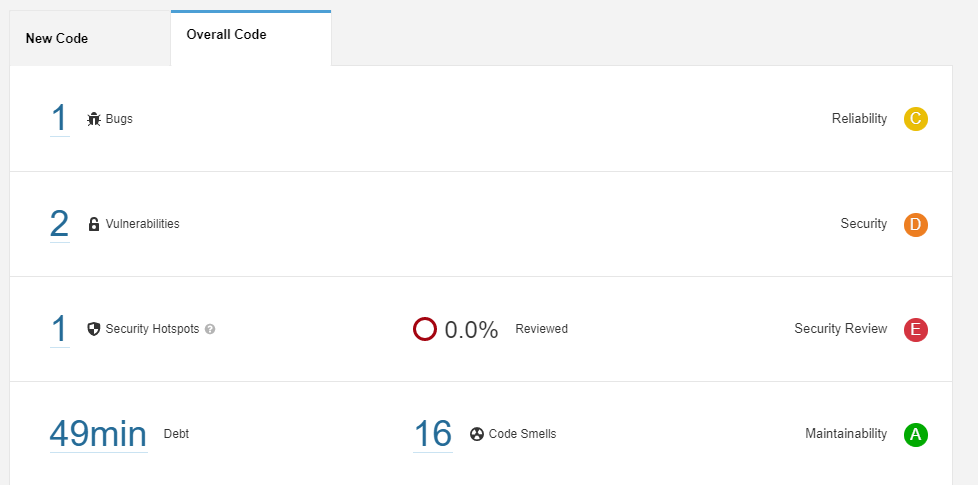 New Code
Overall Code
1 Bugs Reliability C
2 Vulnerabilities Security D
1 Security Hotspots ? 0.0% Reviewed Security Review E
49min Debt 16 Code Smells Maintainability A